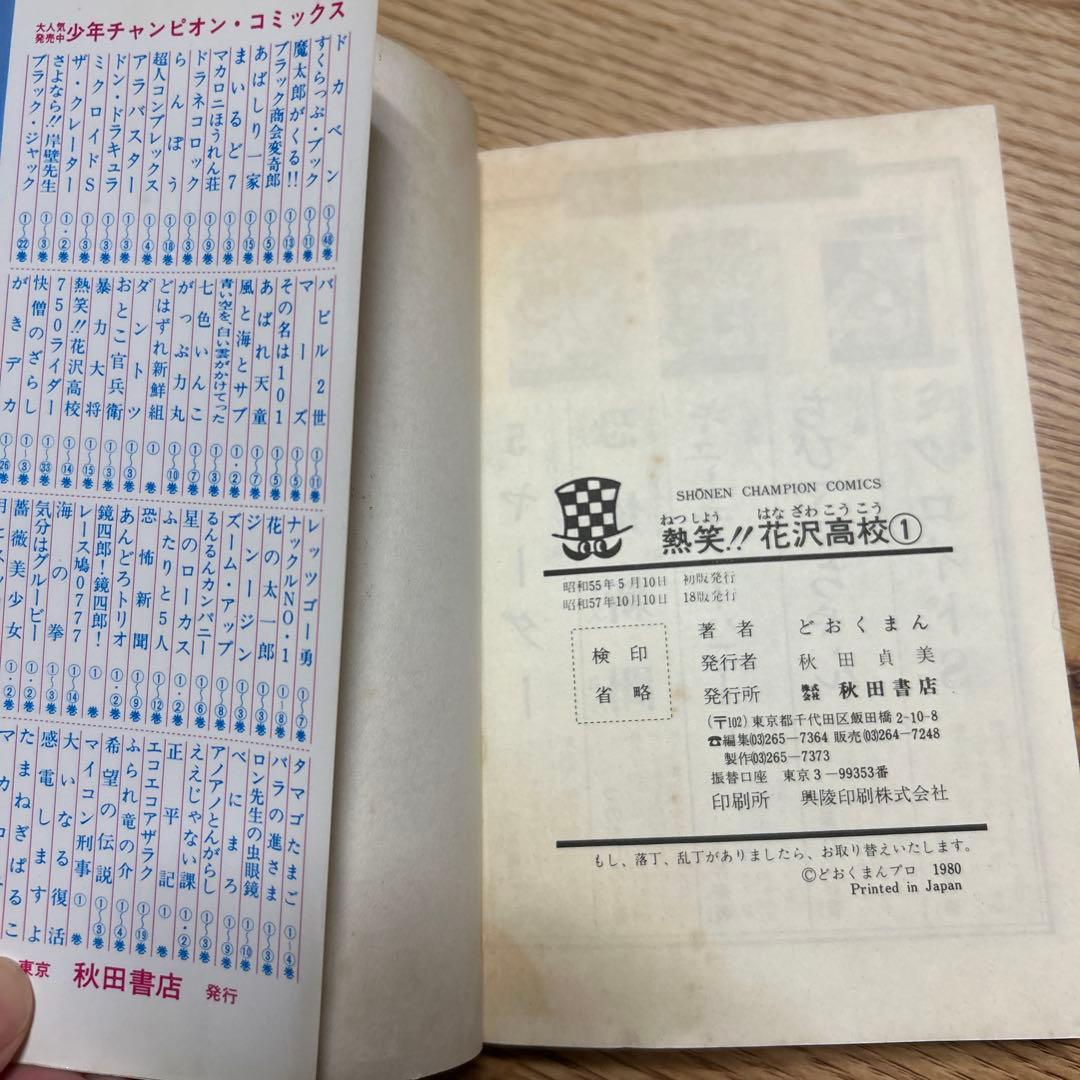 大人気発売中 少年チャンピオン・コミックス
ドカベン ①〜㊽巻
すくらっぷ・ブック ①〜⑪巻
魔太郎がくる!! ①〜⑬巻
ブラック商会変奇郎 ①〜⑤巻
あばしり一家 ①〜⑮巻
まいるど7 ①〜③巻
マカロニほうれん荘 ①〜⑨巻
ドラネコロック ①〜③巻
らんぽう ①〜⑱巻
超人コンプレックス ①〜④巻
アラバスター ①〜③巻
ドン・ドラキュラ ①〜③巻
ミクロイドS ①〜③巻
ザ・クレーター ①・②巻
さよなら!!岸壁先生 ①〜③巻
ブラック・ジャック ①〜㉒巻
バビル2世 ①〜⑪巻
マーズ ①〜⑤巻
その名は101 ①〜⑤巻
あばれ天童 ①〜⑦巻
風と海とサブ ①・②巻
青い空を、白い雲がかけてった ①〜③巻
七色いんこ ①〜⑦巻
がっぷ力丸 ①〜⑩巻
どはずれ新鮮組 ①巻
ダントツ ①〜③巻
おとこ官兵衛 ①〜③巻
暴力大将 ①〜⑮巻
熱笑!!花沢高校 ①〜⑭巻
750ライダー ①〜㉝巻
快僧のざらし ①〜③巻
がきデカ ①〜㉖巻
レッツゴー勇 ①〜⑦巻
ナックルNO・1 ①〜⑧巻
花の太一郎 ①〜③巻
ジンジン ①〜③巻
ズーム・アップ ①〜⑧巻
るんるんカンパニー ①〜⑥巻
星のローカス ①・②巻
ふたりと5人 ①〜⑫巻
恐怖新聞 ①〜⑨巻
あんどろトリオ ①・②巻
鏡四郎!鏡四郎! ①巻
レース鳩0777 ①〜⑭巻
海の拳 ①〜⑥巻
気分はグルービー ①・②巻
薔薇美少女 ①・②巻
タマゴたまご ①〜④巻
バラの進さま ①〜③巻
ロン先生の虫眼鏡 ①〜⑩巻
べにまろ ①〜⑨巻
アノアノとんがらし ①〜③巻
ええじゃない課 ①・②巻
正平記 ①巻
エコエコアザラク ①〜⑲巻
ふられ竜の介 ①〜④巻
希望の伝説 ①〜③巻
マイコン刑事 ①巻
大いなる復活
感電しますよ
たまねぎぱるこ
マカロ
東京 秋田書店 発行
SHŌNEN CHAMPION COMICS
ねつしょう はなざわこうこう
熱笑!!花沢高校①
昭和55年5月10日 初版発行
昭和57年10月10日 18版発行
検印
省略
著者 どおくまん
発行者 秋田貞美
発行所 株式会社 秋田書店
(〒102)東京都千代田区飯田橋2-10-8
☎編集(03)265-7364 販売(03)264-7248
製作(03)265-7373
振替口座 東京3-99353番
印刷所 興陵印刷株式会社
もし、落丁、乱丁がありましたら、お取り替えいたします。
©どおくまんプロ 1980
Printed in Japan